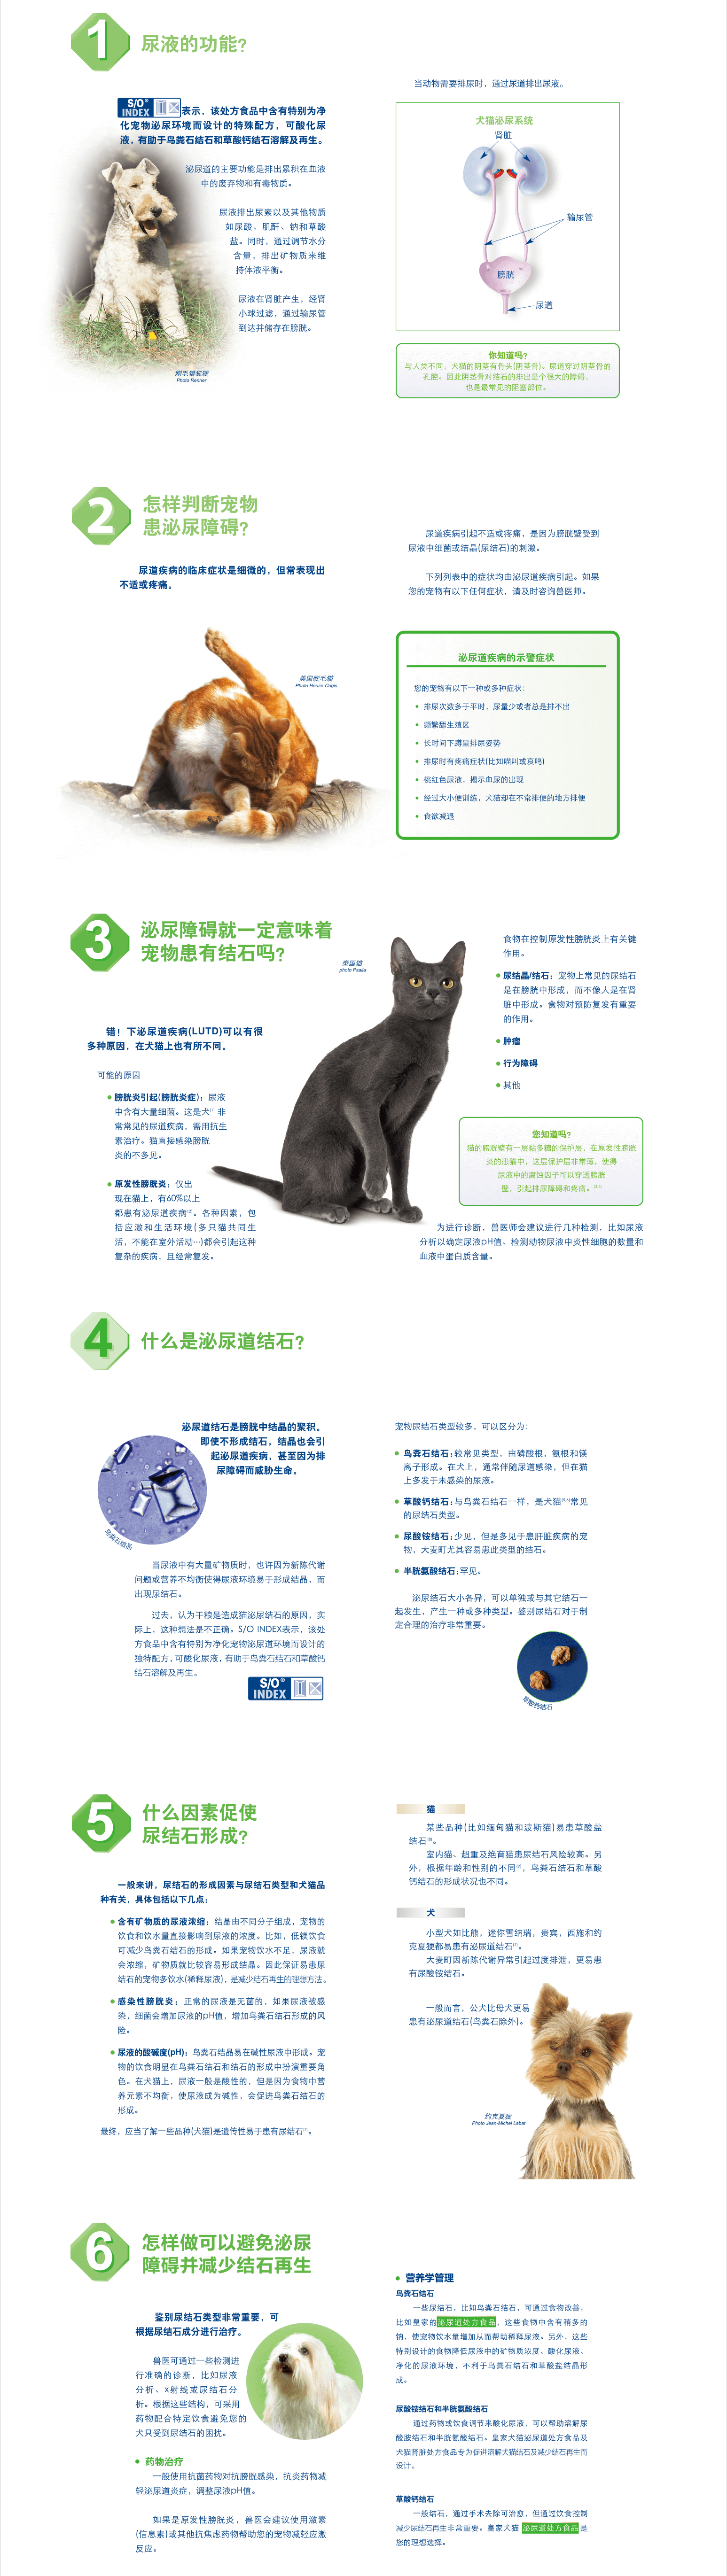 1
尿液的功能?
S/O
INDEX
表示，该处方食品中含有特别为净
化宠物泌尿环境而设计的特殊配方，可酸化尿
液，有助于鸟粪石结石和草酸钙结石溶解及再生。
泌尿道的主要功能是排出累积在血液
中的废弃物和有毒物质。
尿液排出尿素以及其他物质
如尿酸、肌酐、钠和草酸
盐。同时，通过调节水分
含量，排出矿物质来维
持体液平衡。
尿液在肾脏产生，经肾
小球过滤，通过输尿管
到达并储存在膀胱。
刚毛猎狐㹴
Photo Renner
当动物需要排尿时，通过尿道排出尿液。
犬猫泌尿系统
肾脏
输尿管
膀胱
尿道
你知道吗?
与人类不同，犬猫的阴茎有骨头(阴茎骨)。尿道穿过阴茎骨的
孔腔。因此阴茎骨对结石的排出是个很大的障碍，
也是最常见的阻塞部位。
2
怎样判断宠物
患泌尿障碍?
尿道疾病的临床症状是细微的，但常表现出
不适或疼痛。
美国硬毛猫
Photo Heuze-Cogis
尿道疾病引起不适或疼痛，是因为膀胱壁受到
尿液中细菌或结晶(尿结石)的刺激。
下列列表中的症状均由泌尿道疾病引起。如果
您的宠物有以下任何症状，请及时咨询兽医师。
泌尿道疾病的示警症状
您的宠物有以下一种或多种症状：
• 排尿次数多于平时，尿量少或者总是排不出
• 频繁舔生殖区
• 长时间下蹲呈排尿姿势
• 排尿时有疼痛症状(比如喵叫或哀鸣)
• 桃红色尿液，揭示血尿的出现
• 经过大小便训练，犬猫却在不常排便的地方排便
• 食欲减退
3
泌尿障碍就一定意味着
宠物患有结石吗?
泰国猫
photo Psaila
错！下泌尿道疾病(LUTD)可以有很
多种原因，在犬猫上也有所不同。
可能的原因
• 膀胱炎引起(膀胱炎症)：尿液
中含有大量细菌。这是犬 非
常常见的尿道疾病，需用抗生
素治疗。猫直接感染膀胱
炎的不多见。
• 原发性膀胱炎：仅出
现在猫上，有60%以上
都患有泌尿道疾病。各种因素，包
括应激和生活环境(多只猫共同生
活，不能在室外活动…)都会引起这种
复杂的疾病，且经常复发。
食物在控制原发性膀胱炎上有关键
作用。
• 尿结晶/结石：宠物上常见的尿结石
是在膀胱中形成，而不像人是在肾
脏中形成。食物对预防复发有重要
的作用。
• 肿瘤
• 行为障碍
• 其他
您知道吗?
猫的膀胱壁有一层黏多糖的保护层，在原发性膀胱
炎的患猫中，这层保护层非常薄，使得
尿液中的腐蚀因子可以穿透膀胱
壁，引起排尿障碍和疼痛。
为进行诊断，兽医师会建议进行几种检测，比如尿液
分析以确定尿液pH值、检测动物尿液中炎性细胞的数量和
血液中蛋白质含量。
4
什么是泌尿道结石?
泌尿道结石是膀胱中结晶的聚积。
即使不形成结石，结晶也会引
起泌尿道疾病，甚至因为排
尿障碍而威胁生命。
鸟粪石结晶
当尿液中有大量矿物质时，也许因为新陈代谢
问题或营养不均衡使得尿液环境易于形成结晶，而
出现尿结石。
过去，认为干粮是造成猫泌尿结石的原因，实
际上，这种想法是不正确。S/O INDEX表示，该处
方食品中含有特别为净化宠物泌尿道环境而设计的
独特配方，可酸化尿液，有助于鸟粪石结石和草酸钙
结石溶解及再生。
S/O
INDEX
宠物尿结石类型较多，可以区分为：
• 鸟粪石结石：较常见类型，由磷酸根，氨根和镁
离子形成。在犬上，通常伴随尿道感染，但在猫
上多发于未感染的尿液。
• 草酸钙结石：与鸟粪石结石一样，是犬猫常见
的尿结石类型。
• 尿酸铵结石：少见，但是多见于患肝脏疾病的宠
物，大麦町尤其容易患此类型的结石。
• 半胱氨酸结石：罕见。
泌尿结石大小各异，可以单独或与其它结石一
起发生，产生一种或多种类型。鉴别尿结石对于制
定合理的治疗非常重要。
草酸钙结石
5
什么因素促使
尿结石形成?
一般来讲，尿结石的形成因素与尿结石类型和犬猫品
种有关，具体包括以下几点：
• 含有矿物质的尿液浓缩：结晶由不同分子组成，宠物的
饮食和饮水量直接影响到尿液的浓度。比如，低镁饮食
可减少鸟粪石结石的形成。如果宠物饮水不足，尿液就
会浓缩，矿物质就比较容易形成结晶。因此保证易患尿
结石的宠物多饮水(稀释尿液)，是减少结石再生的理想方法。
• 感染性膀胱炎：正常的尿液是无菌的，如果尿液被感
染，细菌会增加尿液的pH值，增加鸟粪石结石形成的风
险。
• 尿液的酸碱度(pH)：鸟粪石结晶易在碱性尿液中形成。宠
物的饮食明显在鸟粪石结石和结石的形成中扮演重要角
色。在犬猫上，尿液一般是酸性的，但是因为食物中营
养元素不均衡，使尿液成为碱性，会促进鸟粪石结石的
形成。
最终，应当了解一些品种(犬猫)是遗传性易于患有尿结石。
猫
某些品种(比如缅甸猫和波斯猫)易患草酸盐
结石。
室内猫、超重及绝育猫患尿结石风险较高。另
外，根据年龄和性别的不同，鸟粪石结石和草酸
钙结石的形成状况也不同。
犬
小型犬如比熊，迷你雪纳瑞，贵宾，西施和约
克夏㹴都易患有泌尿道结石。
大麦町因新陈代谢异常引起过度排泄，更易患
有尿酸铵结石。
一般而言，公犬比母犬更易
患有泌尿道结石(鸟粪石除外)。
约克夏㹴
Photo Jean-Michel Labat
6
怎样做可以避免泌尿
障碍并减少结石再生
鉴别尿结石类型非常重要，可
根据尿结石成分进行治疗。
兽医可通过一些检测进
行准确的诊断，比如尿液
分析、x射线或尿结石分
析。根据这些结构，可采用
药物配合特定饮食避免您的
犬只受到尿结石的困扰。
• 药物治疗
一般使用抗菌药物对抗膀胱感染，抗炎药物减
轻泌尿道炎症，调整尿液pH值。
如果是原发性膀胱炎，兽医会建议使用激素
(信息素)或其他抗焦虑药物帮助您的宠物减轻应激
反应。
• 营养学管理
鸟粪石结石
一些尿结石，比如鸟粪石结石，可通过食物改善，
比如皇家的泌尿道处方食品，这些食物中含有稍多的
钠，使宠物饮水量增加从而帮助稀释尿液。另外，这些
特别设计的食物降低尿液中的矿物质浓度、酸化尿液、
净化的尿液环境，不利于鸟粪石结石和草酸盐结晶形
成。
尿酸铵结石和半胱氨酸结石
通过药物或饮食调节来酸化尿液，可以帮助溶解尿
酸胺结石和半胱氨酸结石。皇家犬猫泌尿道处方食品及
犬猫肾脏处方食品专为促进溶解犬猫结石及减少结石再生而
设计。
草酸钙结石
一般结石，通过手术去除可治愈，但通过饮食控制
减少尿结石再生非常重要。皇家犬猫 泌尿道处方食品 是
您的理想选择。